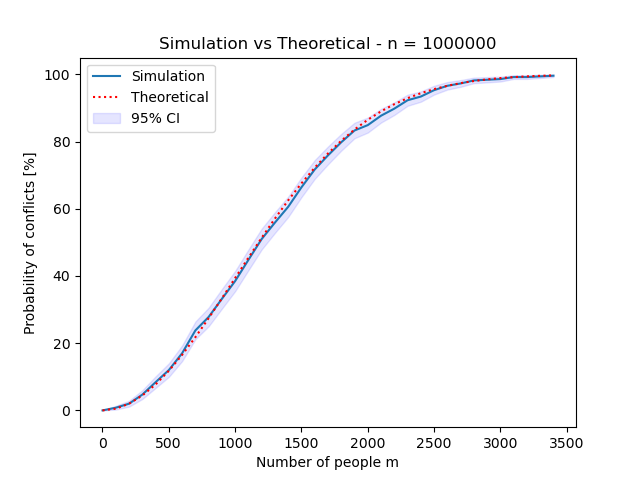 Simulation vs Theoretical - n = 1000000
Simulation
Theoretical
95% CI
Probability of conflicts [%]
100
80
60
40
20
0
0 500 1000 1500 2000 2500 3000 3500
Number of people m